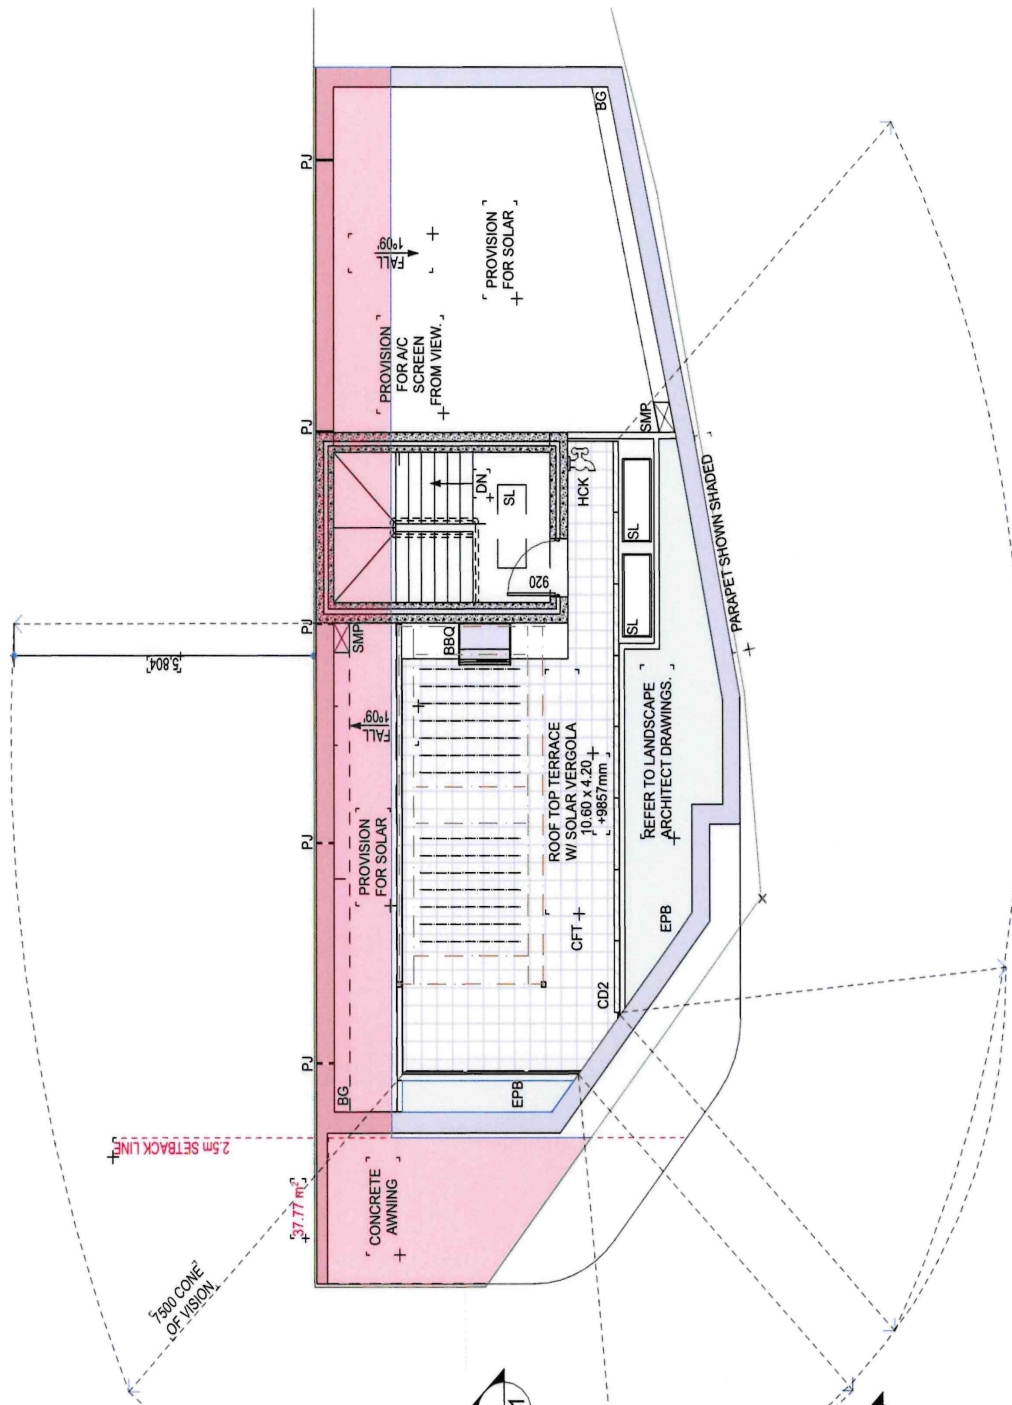 BG
PJ
FALL
1º09'
PROVISION
FOR SOLAR
PROVISION
FOR A/C
SCREEN
FROM VIEW.
PJ
SMP
DN
SL
HCK
920
SL
SL
PARAPET SHOWN SHADED
PJ
SMP
BBQ
5.804
FALL
1º09'
ROOF TOP TERRACE
W/ SOLAR VERGOLA
10.60 x 4.20
+9857mm
REFER TO LANDSCAPE
ARCHITECT DRAWINGS.
PJ
PROVISION
FOR SOLAR
CFT
EPB
CD2
PJ
BG
EPB
2.5m SETBACK LINE
37.77 m²
CONCRETE
AWNING
7500 CONE
OF VISION
1